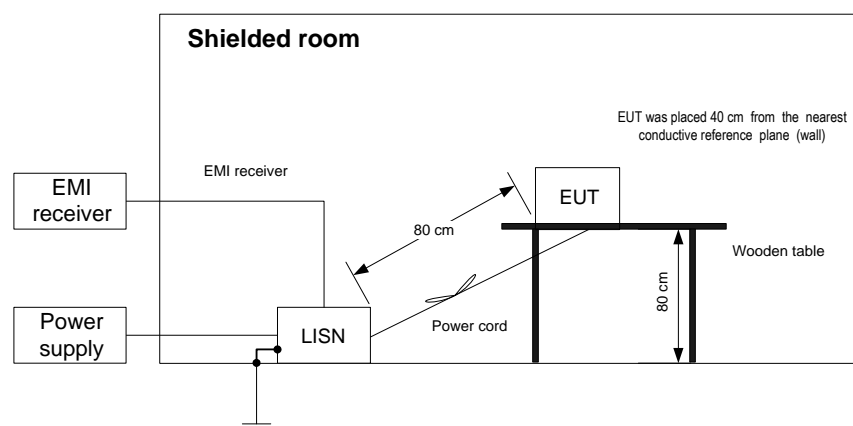 Shielded room
EUT was placed 40 cm from the nearest
conductive reference plane (wall)
EMI receiver
EMI
receiver
EUT
80 cm
Wooden table
80 cm
Power
supply
LISN
Power cord